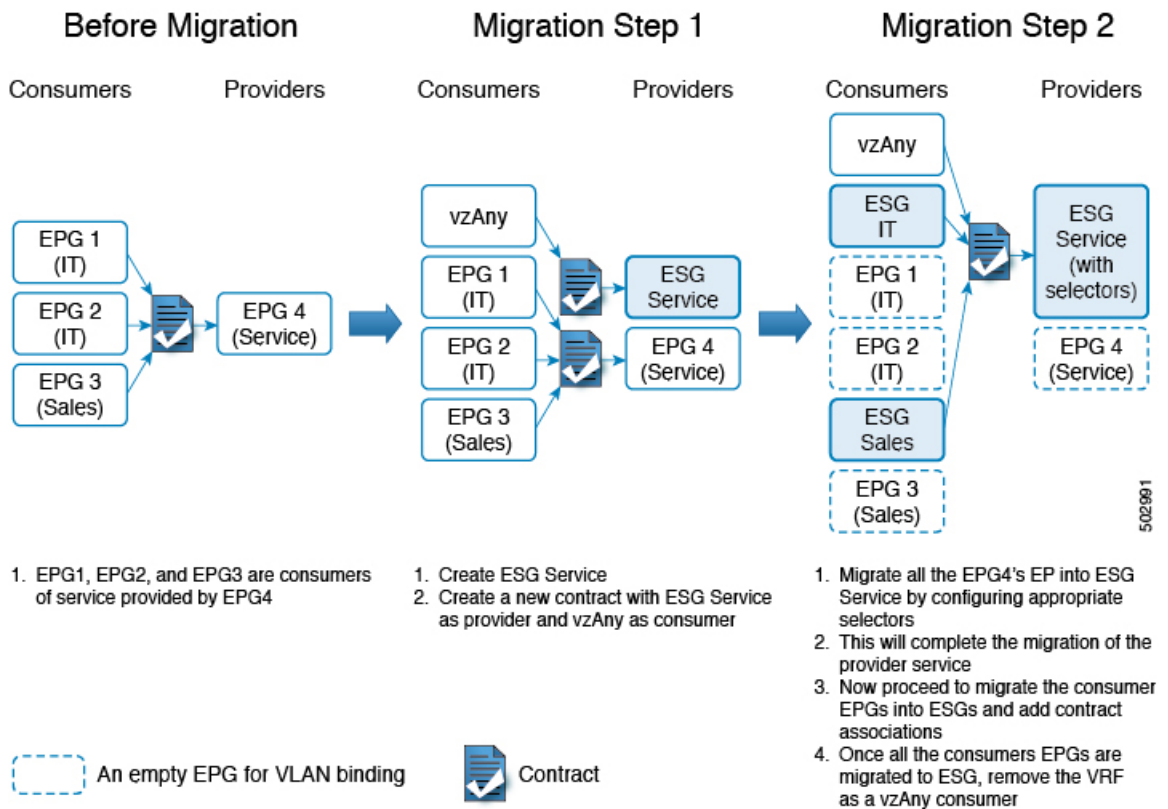 Before Migration
Consumers
Providers
EPG 1
(IT)
EPG 2
(IT)
EPG 3
(Sales)
EPG 4
(Service)
1. EPG1, EPG2, and EPG3 are consumers
of service provided by EPG4
Migration Step 1
Consumers
Providers
vzAny
EPG 1
(IT)
EPG 2
(IT)
EPG 3
(Sales)
ESG
Service
EPG 4
(Service)
1. Create ESG Service
2. Create a new contract with ESG Service
as provider and vzAny as consumer
Migration Step 2
Consumers
Providers
vzAny
ESG
IT
EPG 1
(IT)
EPG 2
(IT)
ESG
Sales
EPG 3
(Sales)
ESG
Service
(with
selectors)
EPG 4
(Service)
502991
1. Migrate all the EPG4's EP into ESG
Service by configuring appropriate
selectors
2. This will complete the migration of the
provider service
3. Now proceed to migrate the consumer
EPGs into ESGs and add contract
associations
4. Once all the consumers EPGs are
migrated to ESG, remove the VRF
as a vzAny consumer
An empty EPG for VLAN binding
Contract